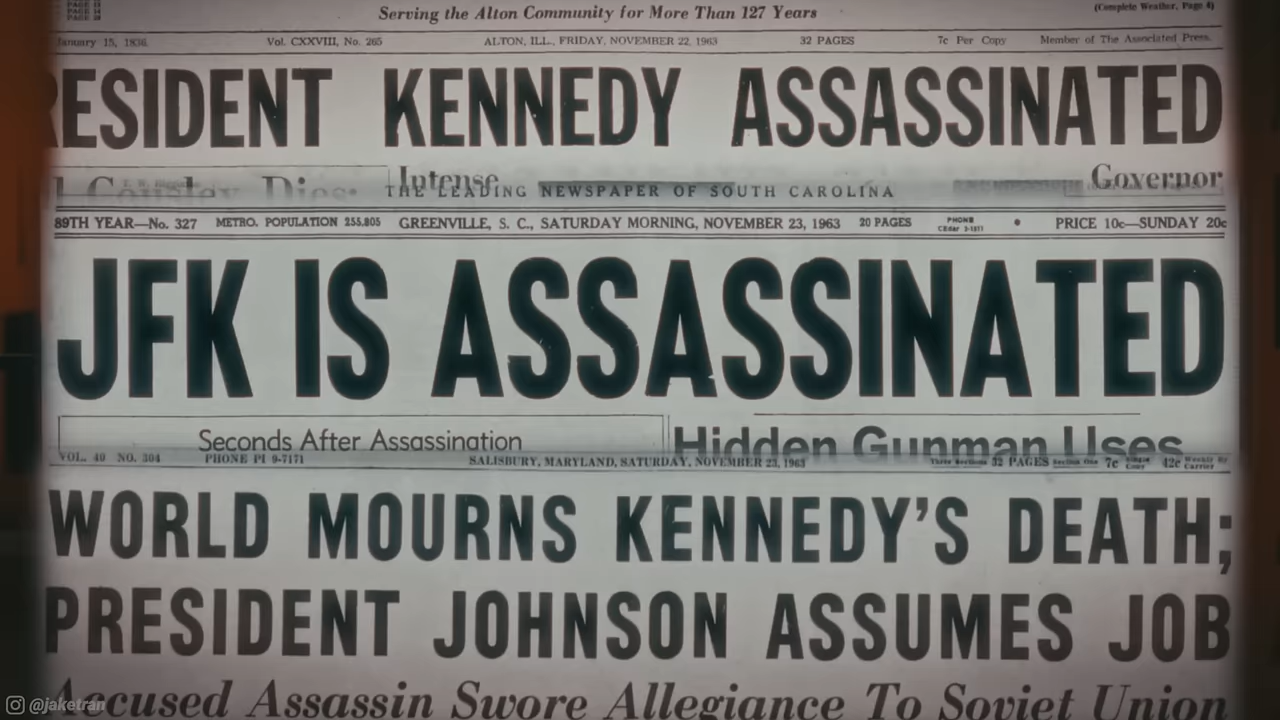 Serving the Alton Community for More Than 127 Years
(Complete Weather, Page 4)
January 15, 1836 Vol. CXXVIII, No. 265 ALTON, ILL., FRIDAY, NOVEMBER 22, 1963 32 PAGES 7c Per Copy Member of The Associated Press.
RESIDENT KENNEDY ASSASSINATED
Intense Governor
THE LEADING NEWSPAPER OF SOUTH CAROLINA
89TH YEAR—No. 327 METRO. POPULATION 255,805 GREENVILLE, S. C., SATURDAY MORNING, NOVEMBER 23, 1963 20 PAGES PHONE CEdar 2-1211 • PRICE 10c—SUNDAY 20c
JFK IS ASSASSINATED
Seconds After Assassination Hidden Gunman Uses
VOL. 40 NO. 304 PHONE PI 9-7171 SALISBURY, MARYLAND, SATURDAY, NOVEMBER 23, 1963 32 PAGES 7c 42c
WORLD MOURNS KENNEDY'S DEATH;
PRESIDENT JOHNSON ASSUMES JOB
Accused Assassin Swore Allegiance To Soviet Union
@jaketran